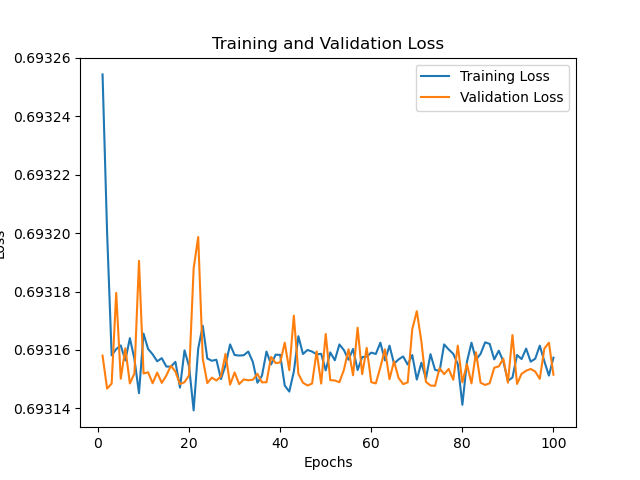 Training and Validation Loss
0.69326
0.69324
0.69322
0.69320
0.69318
0.69316
0.69314
Loss
Training Loss
Validation Loss
0
20
40
60
80
100
Epochs